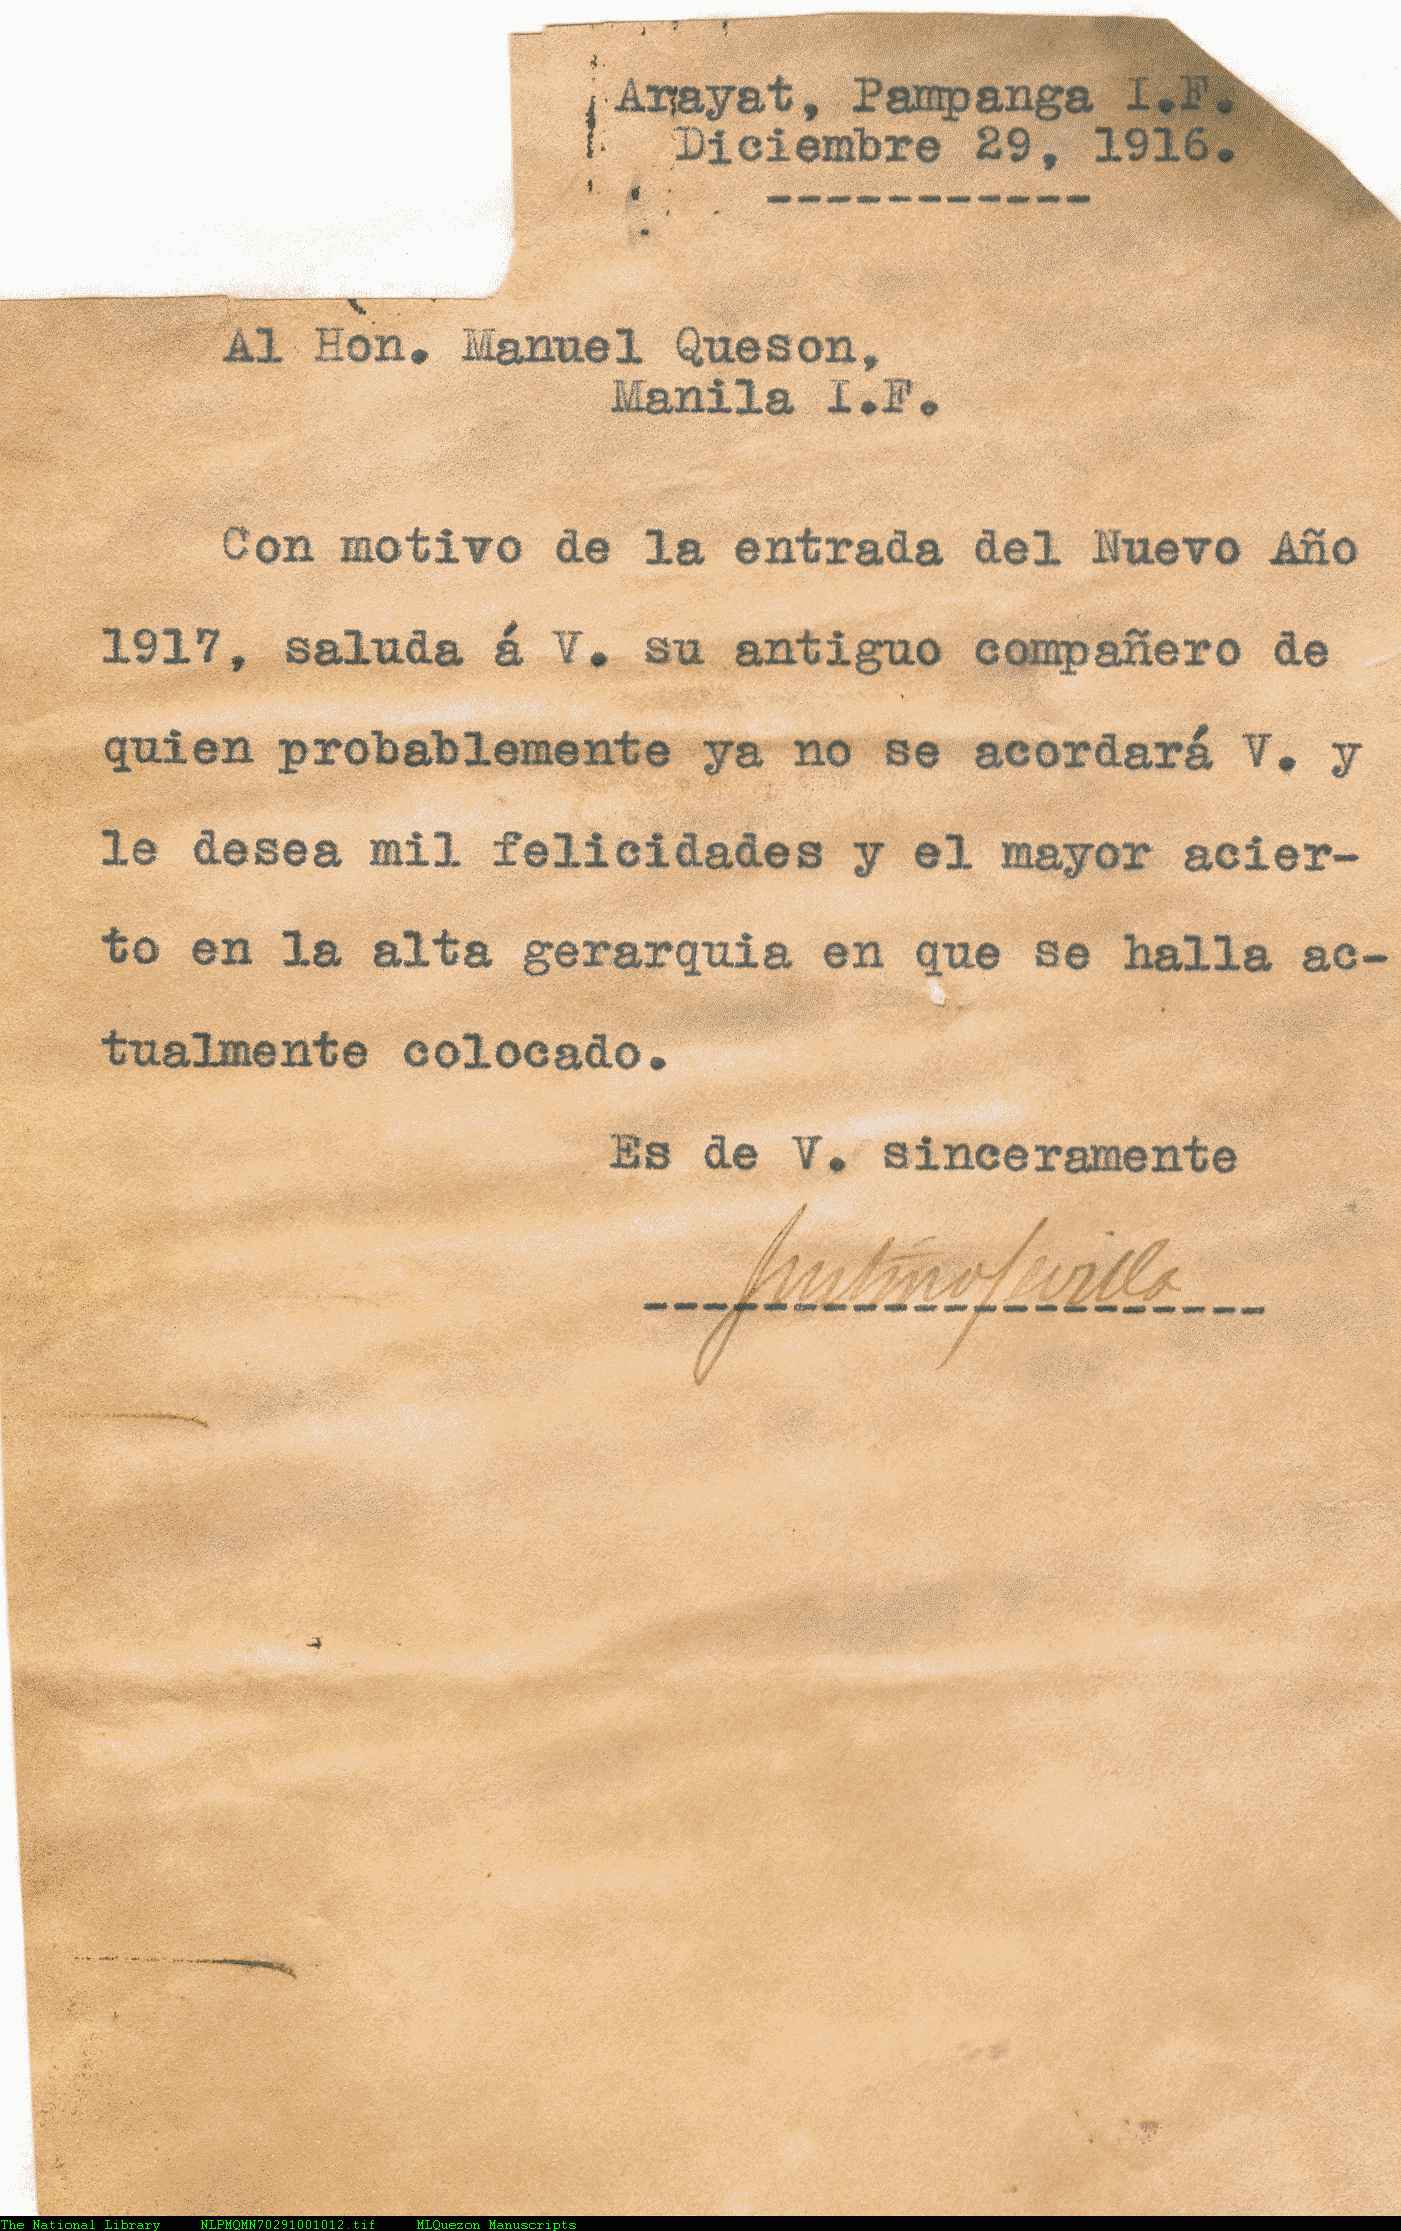 Arayat, Pampanga I.F.
Diciembre 29, 1916.
-----------
Al Hon. Manuel Queson,
Manila I.F.
Con motivo de la entrada del Nuevo Año
1917, saluda á V. su antiguo compañero de
quien probablemente ya no se acordará V. y
le desea mil felicidades y el mayor acier-
to en la alta gerarquia en que se halla ac-
tualmente colocado.
Es de V. sinceramente
Justino Sevilla
---------------------
The National Library NLPMQMN70291001012.tif MLQuezon Manuscripts